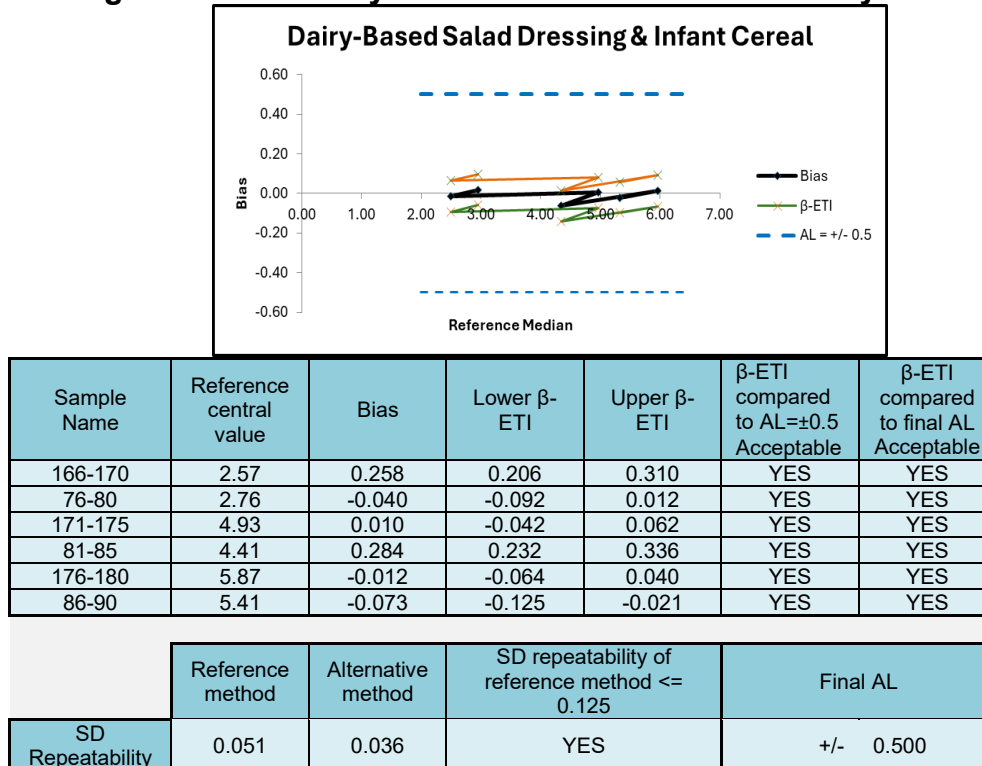 Dairy-Based Salad Dressing & Infant Cereal
0.60
0.40
0.20
0.00
-0.20
-0.40
-0.60
Bias
0.00 1.00 2.00 3.00 4.00 5.00 6.00 7.00
Reference Median
Bias
β-ETI
AL = +/- 0.5
Sample Name Reference central value Bias Lower β-ETI Upper β-ETI β-ETI compared to AL=±0.5 Acceptable β-ETI compared to final AL Acceptable
166-170 2.57 0.258 0.206 0.310 YES YES
76-80 2.76 -0.040 -0.092 0.012 YES YES
171-175 4.93 0.010 -0.042 0.062 YES YES
81-85 4.41 0.284 0.232 0.336 YES YES
176-180 5.87 -0.012 -0.064 0.040 YES YES
86-90 5.41 -0.073 -0.125 -0.021 YES YES
Reference method Alternative method SD repeatability of reference method <= 0.125 Final AL
SD Repeatability 0.051 0.036 YES +/- 0.500